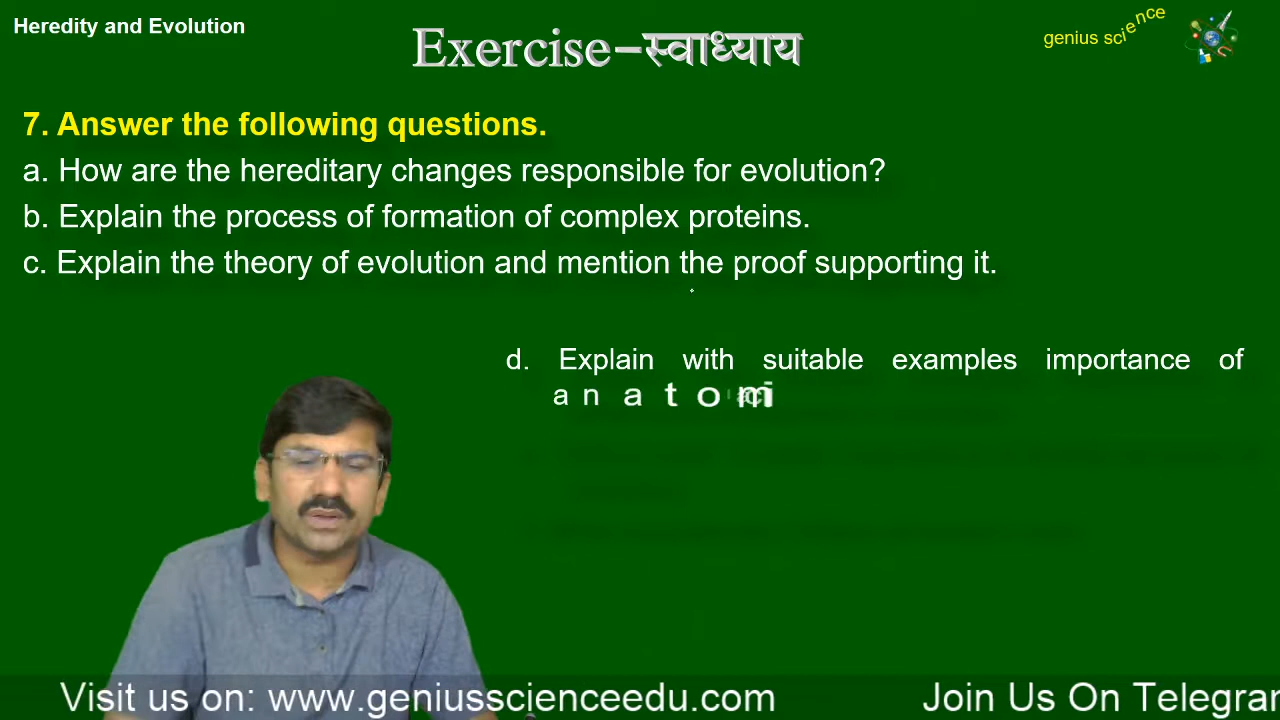 Heredity and Evolution
Exercise-स्वाध्याय
genius science
7. Answer the following questions.
a. How are the hereditary changes responsible for evolution?
b. Explain the process of formation of complex proteins.
c. Explain the theory of evolution and mention the proof supporting it.
d. Explain with suitable examples importance of
Visit us on: www.geniusscienceedu.com
Join Us On